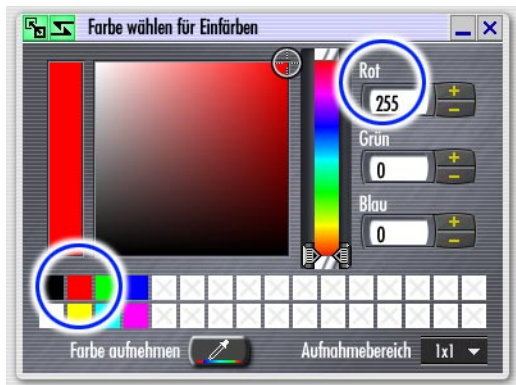 Farbe wählen für Einfärben
Rot
255
Grün
0
Blau
0
Farbe aufnehmen
Aufnahmebereich 1x1